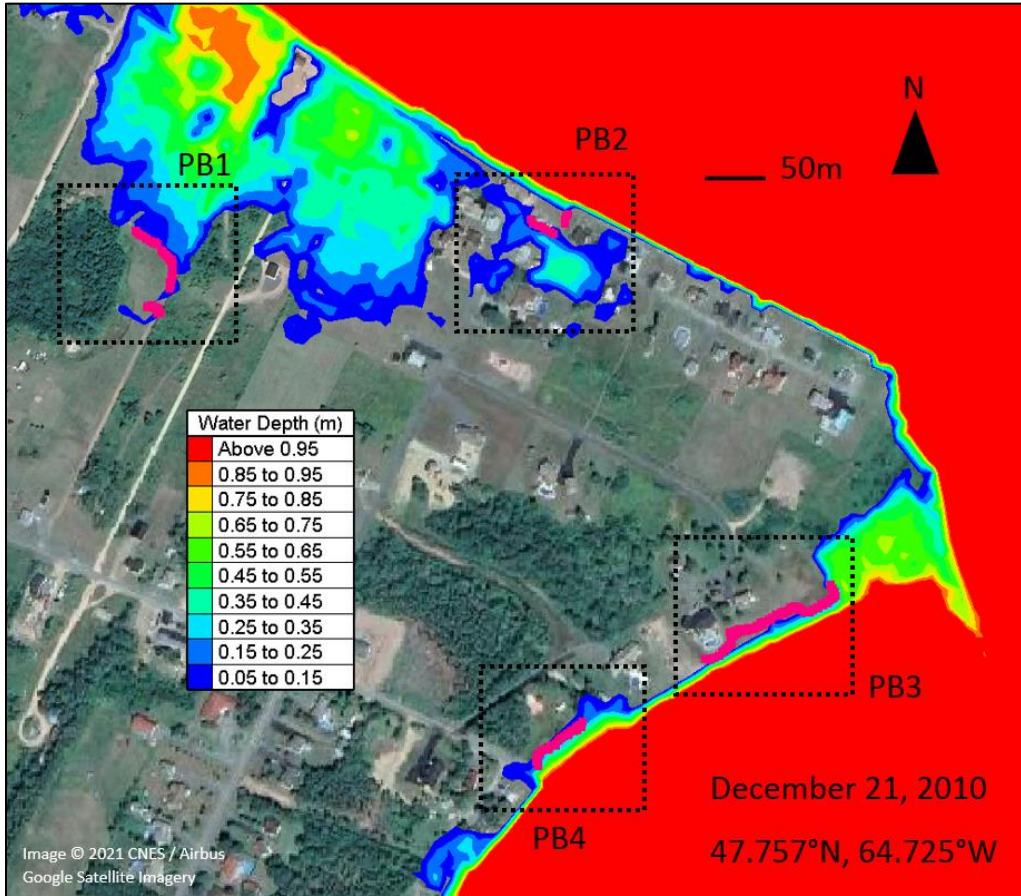 N
PB2
50m
PB1
Water Depth (m)
Above 0.95
0.85 to 0.95
0.75 to 0.85
0.65 to 0.75
0.55 to 0.65
0.45 to 0.55
0.35 to 0.45
0.25 to 0.35
0.15 to 0.25
0.05 to 0.15
PB3
PB4
December 21, 2010
47.757°N, 64.725°W
Image © 2021 CNES / Airbus
Google Satellite Imagery